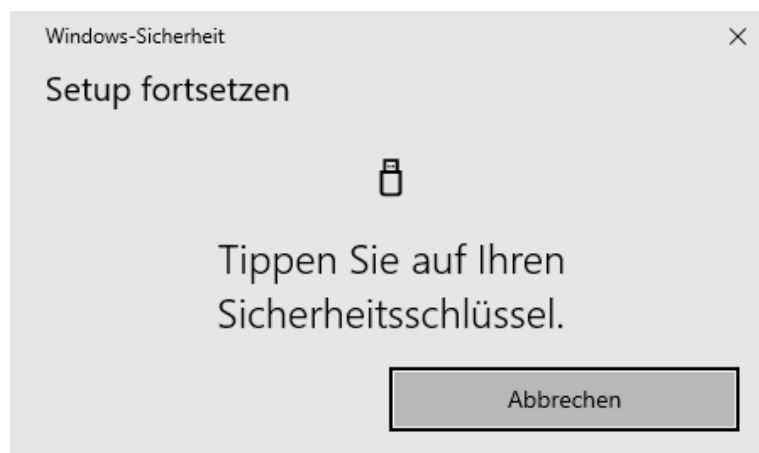 Windows-Sicherheit
Setup fortsetzen
Tippen Sie auf Ihren
Sicherheitsschlüssel.
Abbrechen